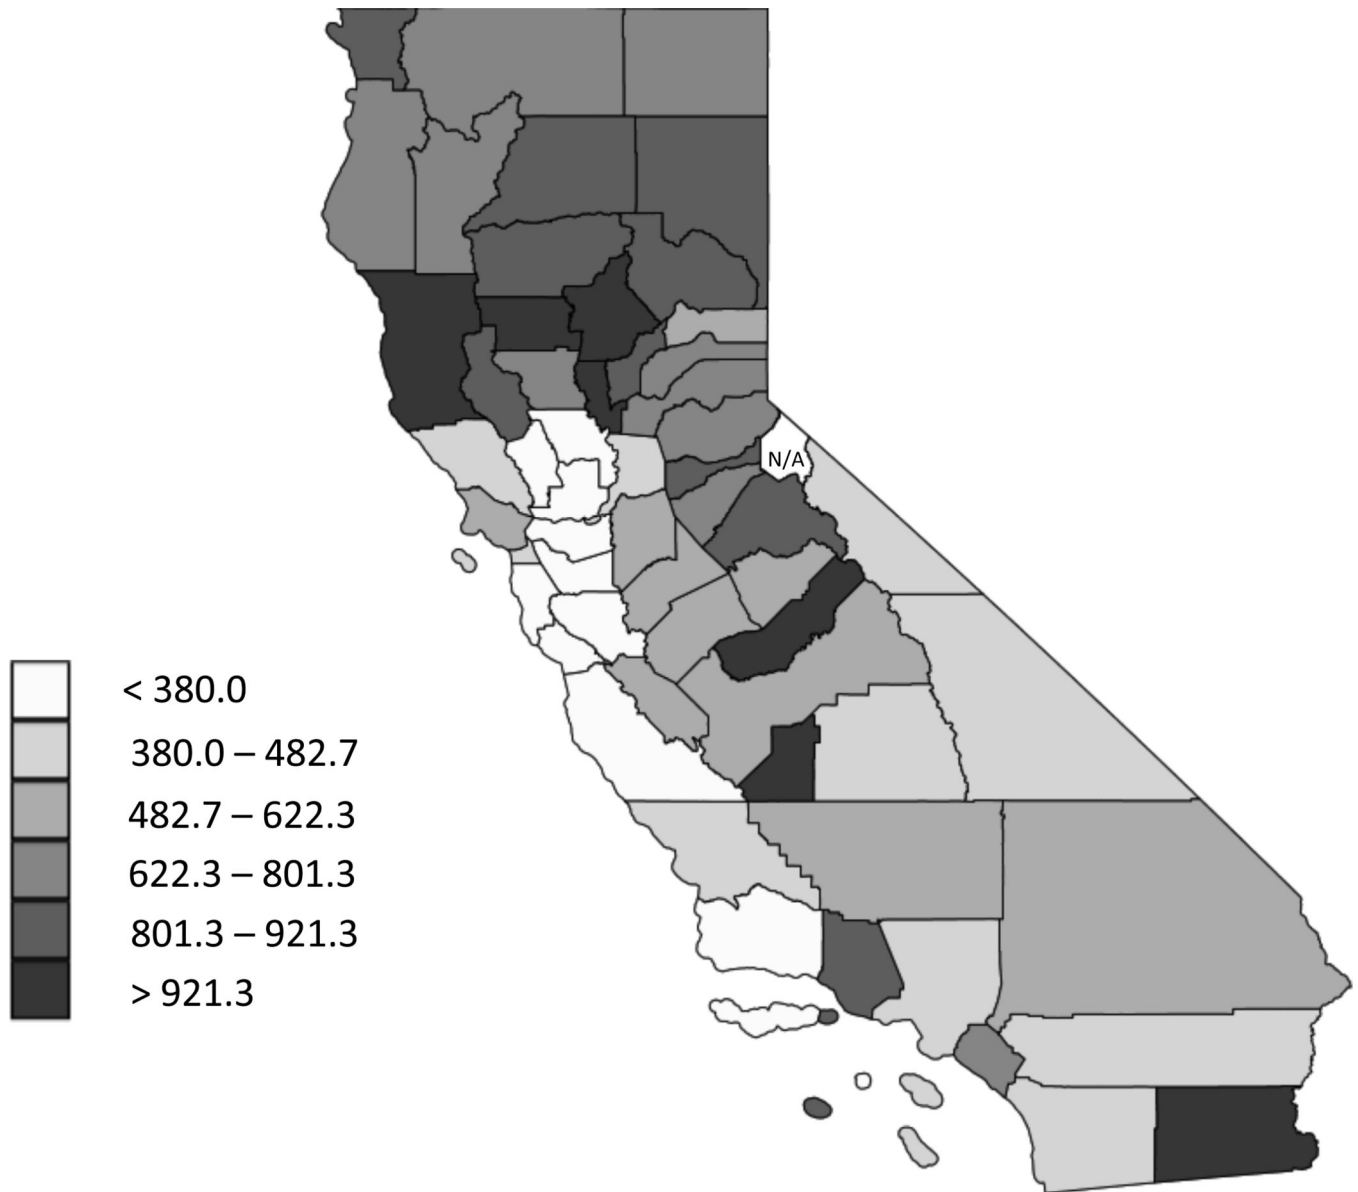 N/A
< 380.0
380.0 – 482.7
482.7 – 622.3
622.3 – 801.3
801.3 – 921.3
> 921.3